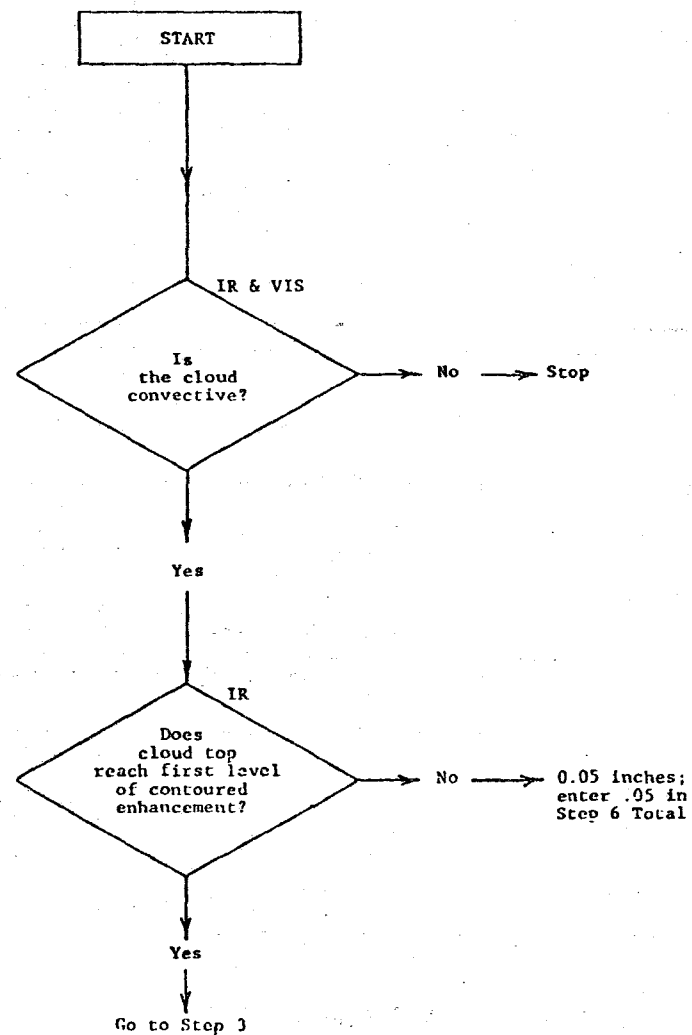 START
IR & VIS
Is
the cloud
convective?
No
Stop
Yes
IR
Does
cloud top
reach first level
of contoured
enhancement?
No
0.05 inches;
enter .05 in
Step 6 Total
Yes
Go to Step 3